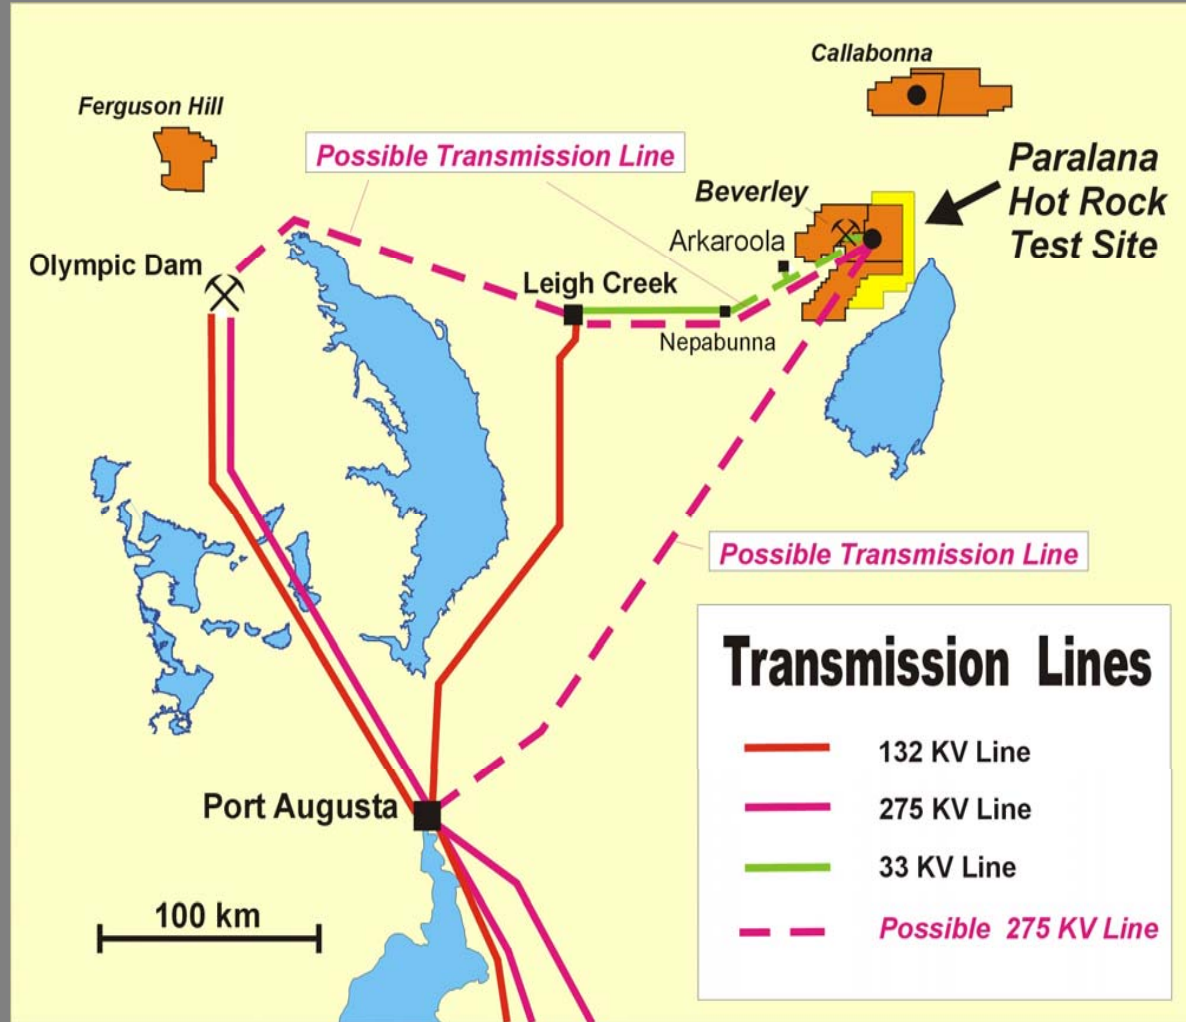 Callabonna
Ferguson Hill
Possible Transmission Line
Paralana
Hot Rock
Test Site
Beverley
Arkaroola
Olympic Dam
Leigh Creek
Nepabunna
Possible Transmission Line
Transmission Lines
132 KV Line
275 KV Line
33 KV Line
Possible 275 KV Line
Port Augusta
100 km